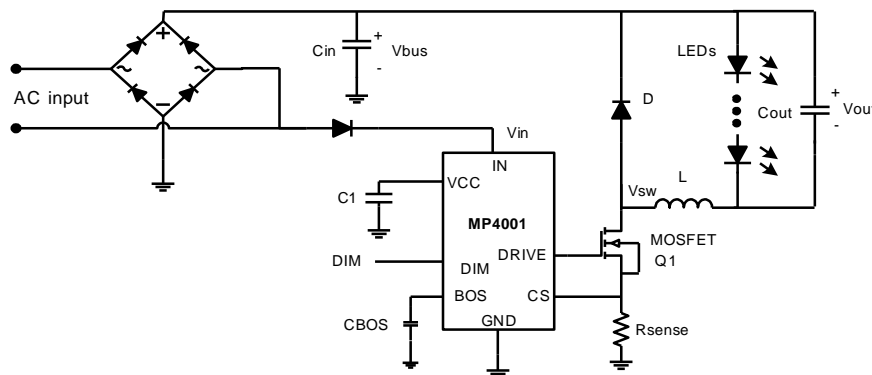 Cin
+
Vbus
-
LEDs
AC input
+
~
~
−
D
Cout
+
Vout
-
Vin
IN
VCC
C1
MP4001
Vsw
L
MOSFET
Q1
DRIVE
DIM
DIM
BOS
CS
CBOS
GND
Rsense